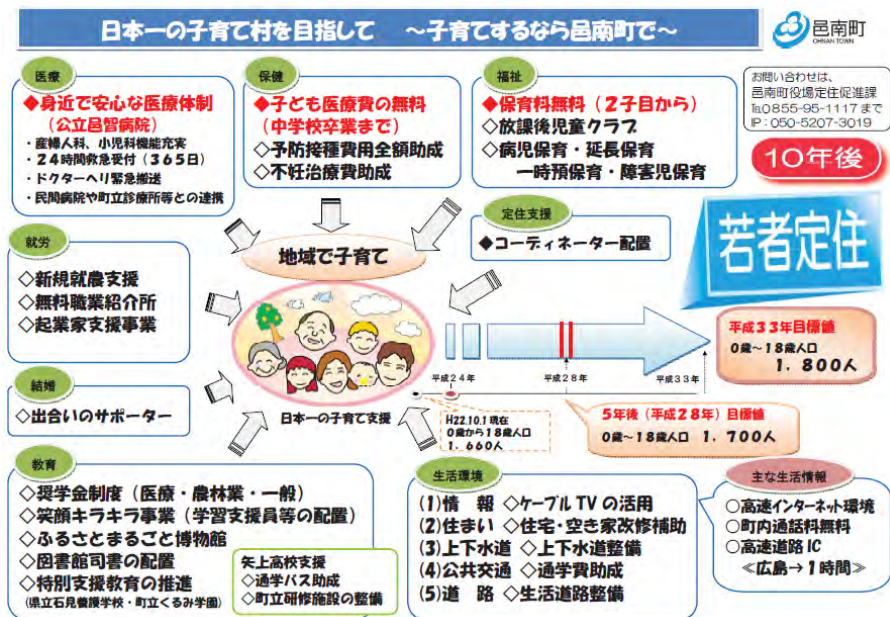 日本一の子育て村を目指して ～子育てするなら邑南町で～
邑南町
OHNAN TOWN
医療
◆身近で安心な医療体制
(公立邑智病院)
・産婦人科、小児科機能充実
・24時間救急受付(365日)
・ドクターヘリ緊急搬送
・民間病院や町立診療所等との連携
保健
◆子ども医療費の無料
(中学校卒業まで)
◇予防接種費用全額助成
◇不妊治療費助成
福祉
◆保育料無料(2子目から)
◇放課後児童クラブ
◇病児保育・延長保育
一時預保育・障害児保育
お問い合わせは、
邑南町役場定住促進課
℡0855-95-1117まで
IP:050-5207-3019
10年後
若者定住
定住支援
◆コーディネーター配置
就労
◇新規就農支援
◇無料職業紹介所
◇起業家支援事業
地域で子育て
日本一の子育て支援
結婚
◇出合いのサポーター
平成24年
平成28年
平成33年
平成33年目標値
0歳～18歳人口
1.800人
H22.10.1現在
0歳から18歳人口
1.660人
5年後(平成28年)目標値
0歳～18歳人口 1.700人
教育
◇奨学金制度(医療・農林業・一般)
◇笑顔キラキラ事業(学習支援員等の配置)
◇ふるさとまるごと博物館
◇図書館司書の配置
◇特別支援教育の推進
(県立石見養護学校・町立くるみ学園)
矢上高校支援
◇通学バス助成
◇町立研修施設の整備
生活環境
(1)情 報 ◇ケーブルTVの活用
(2)住まい ◇住宅・空き家改修補助
(3)上下水道 ◇上下水道整備
(4)公共交通 ◇通学費助成
(5)道 路 ◇生活道路整備
主な生活情報
○高速インターネット環境
○町内通話料無料
○高速道路IC
≪広島→1時間≫